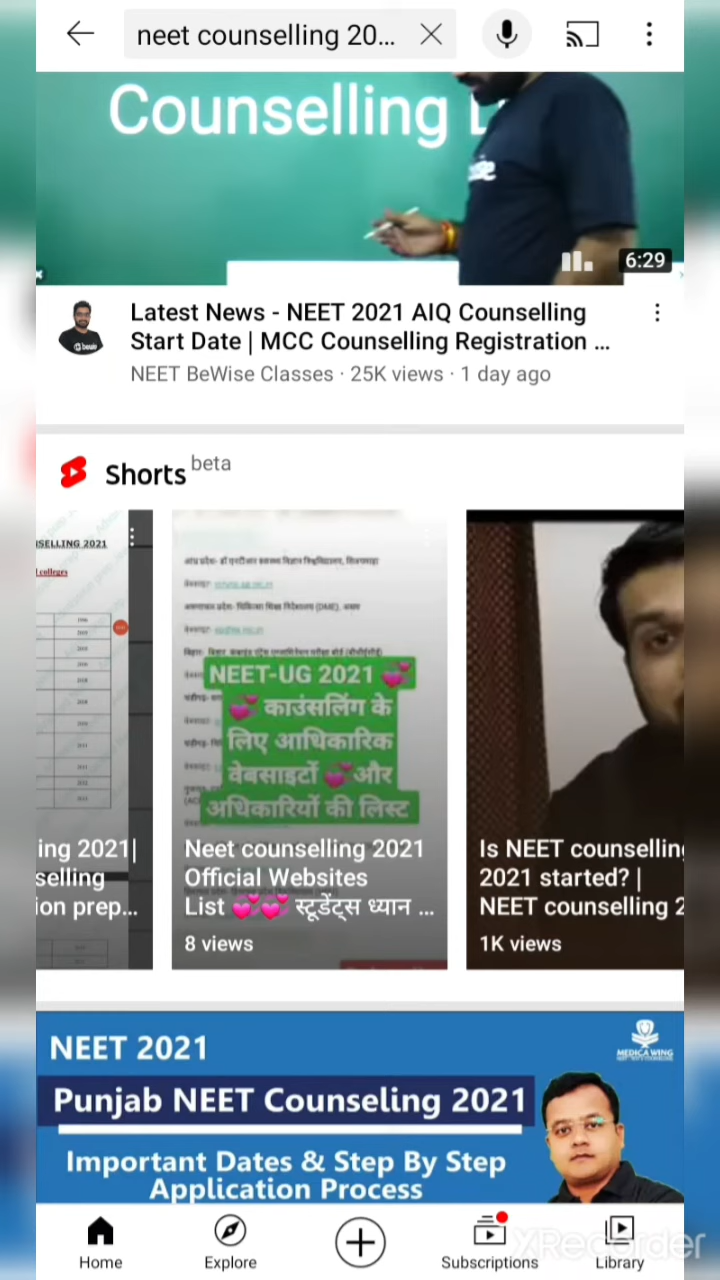 neet counselling 20...
Counselling
6:29
Latest News - NEET 2021 AIQ Counselling
Start Date | MCC Counselling Registration ...
NEET BeWise Classes · 25K views · 1 day ago
Shorts beta
SELLING 2021
colleges
ing 2021|
selling
ion prep...
NEET-UG 2021 💕
💕 काउंसलिंग के
लिए आधिकारिक
वेबसाइटों 💕और
अधिकारियों की लिस्ट
Neet counselling 2021
Official Websites
List 💞💞 स्टूडेंट्स ध्यान ...
8 views
Is NEET counsellin
2021 started? |
NEET counselling 2
1K views
NEET 2021
MEDICA WING
Punjab NEET Counseling 2021
Important Dates & Step By Step
Application Process
Home
Explore
Subscriptions
Library
XRecorder